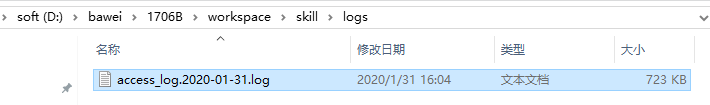 soft (D:) > bawei > 1706B > workspace > skill > logs
名称 修改日期 类型 大小
access_log.2020-01-31.log 2020/1/31 16:04 文本文档 723 KB